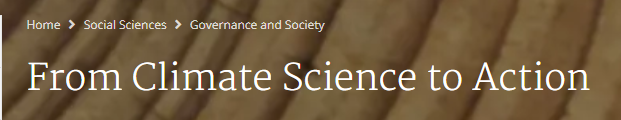 Home > Social Sciences > Governance and Society
From Climate Science to Action